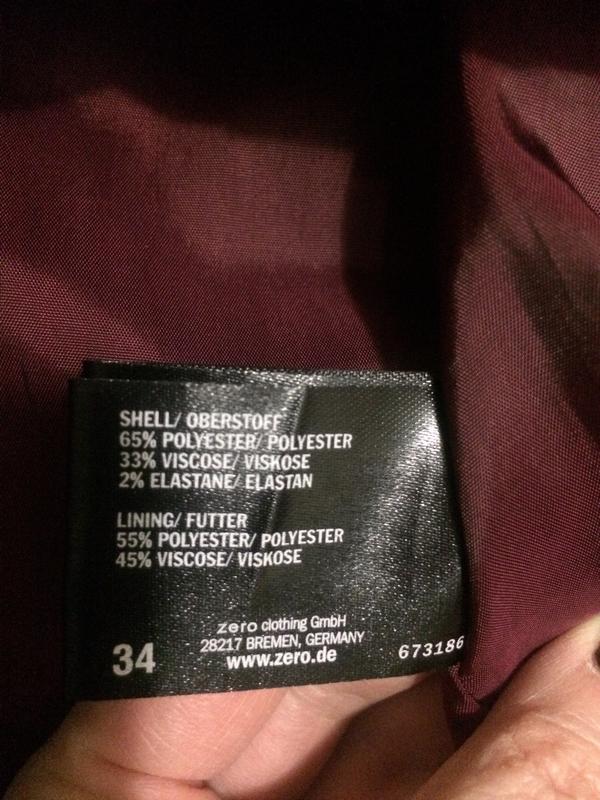 SHELL/ OBERSTOFF
65% POLYESTER/ POLYESTER
33% VISCOSE/ VISKOSE
2% ELASTANE/ ELASTAN
LINING/ FUTTER
55% POLYESTER/ POLYESTER
45% VISCOSE/ VISKOSE
zero clothing GmbH
28217 BREMEN, GERMANY
www.zero.de
34
673186